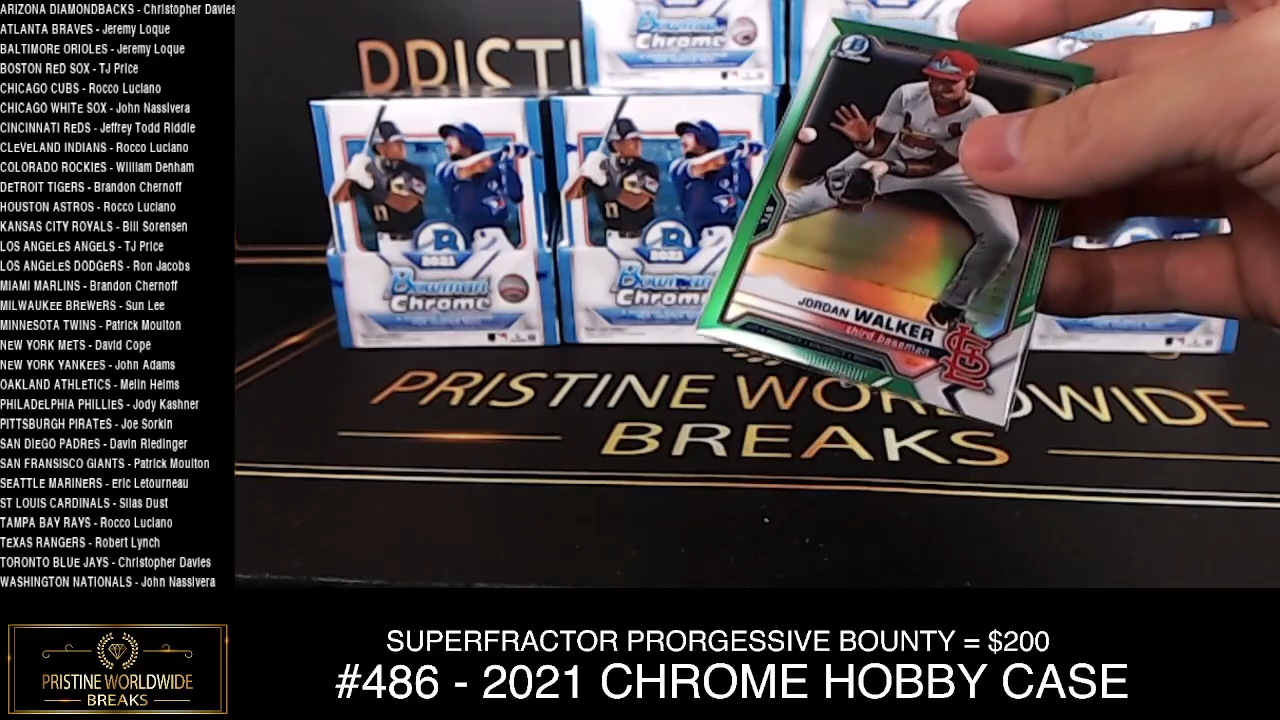 ARIZONA DIAMONDBACKS - Christopher Davies
ATLANTA BRAVES - Jeremy Loque
BALTIMORE ORIOLES - Jeremy Loque
BOSTON RED SOX - TJ Price
CHICAGO CUBS - Rocco Luciano
CHICAGO WHITE SOX - John Nassivera
CINCINNATI REDS - Jeffrey Todd Riddle
CLEVELAND INDIANS - Rocco Luciano
COLORADO ROCKIES - William Denham
DETROIT TIGERS - Brandon Chernoff
HOUSTON ASTROS - Rocco Luciano
KANSAS CITY ROYALS - Bill Sorensen
LOS ANGELES ANGELS - TJ Price
LOS ANGELES DODGERS - Ron Jacobs
MIAMI MARLINS - Brandon Chernoff
MILWAUKEE BREWERS - Sun Lee
MINNESOTA TWINS - Patrick Moulton
NEW YORK METS - David Cope
NEW YORK YANKEES - John Adams
OAKLAND ATHLETICS - Melin Helms
PHILADELPHIA PHILLIES - Jody Kashner
PITTSBURGH PIRATES - Joe Sorkin
SAN DIEGO PADRES - Davin Riedinger
SAN FRANSISCO GIANTS - Patrick Moulton
SEATTLE MARINERS - Eric Letourneau
ST LOUIS CARDINALS - Silas Dust
TAMPA BAY RAYS - Rocco Luciano
TEXAS RANGERS - Robert Lynch
TORONTO BLUE JAYS - Christopher Davies
WASHINGTON NATIONALS - John Nassivera
PRISTI
Bowman
Chrome
B
2021
Bowman
Chrome
B
2021
Bowman
Chrome
B
JORDAN WALKER
third baseman
STL
PRISTINE WORLDWIDE
BREAKS
PRISTINE WORLDWIDE
BREAKS
SUPERFRACTOR PRORGESSIVE BOUNTY = $200
#486 - 2021 CHROME HOBBY CASE